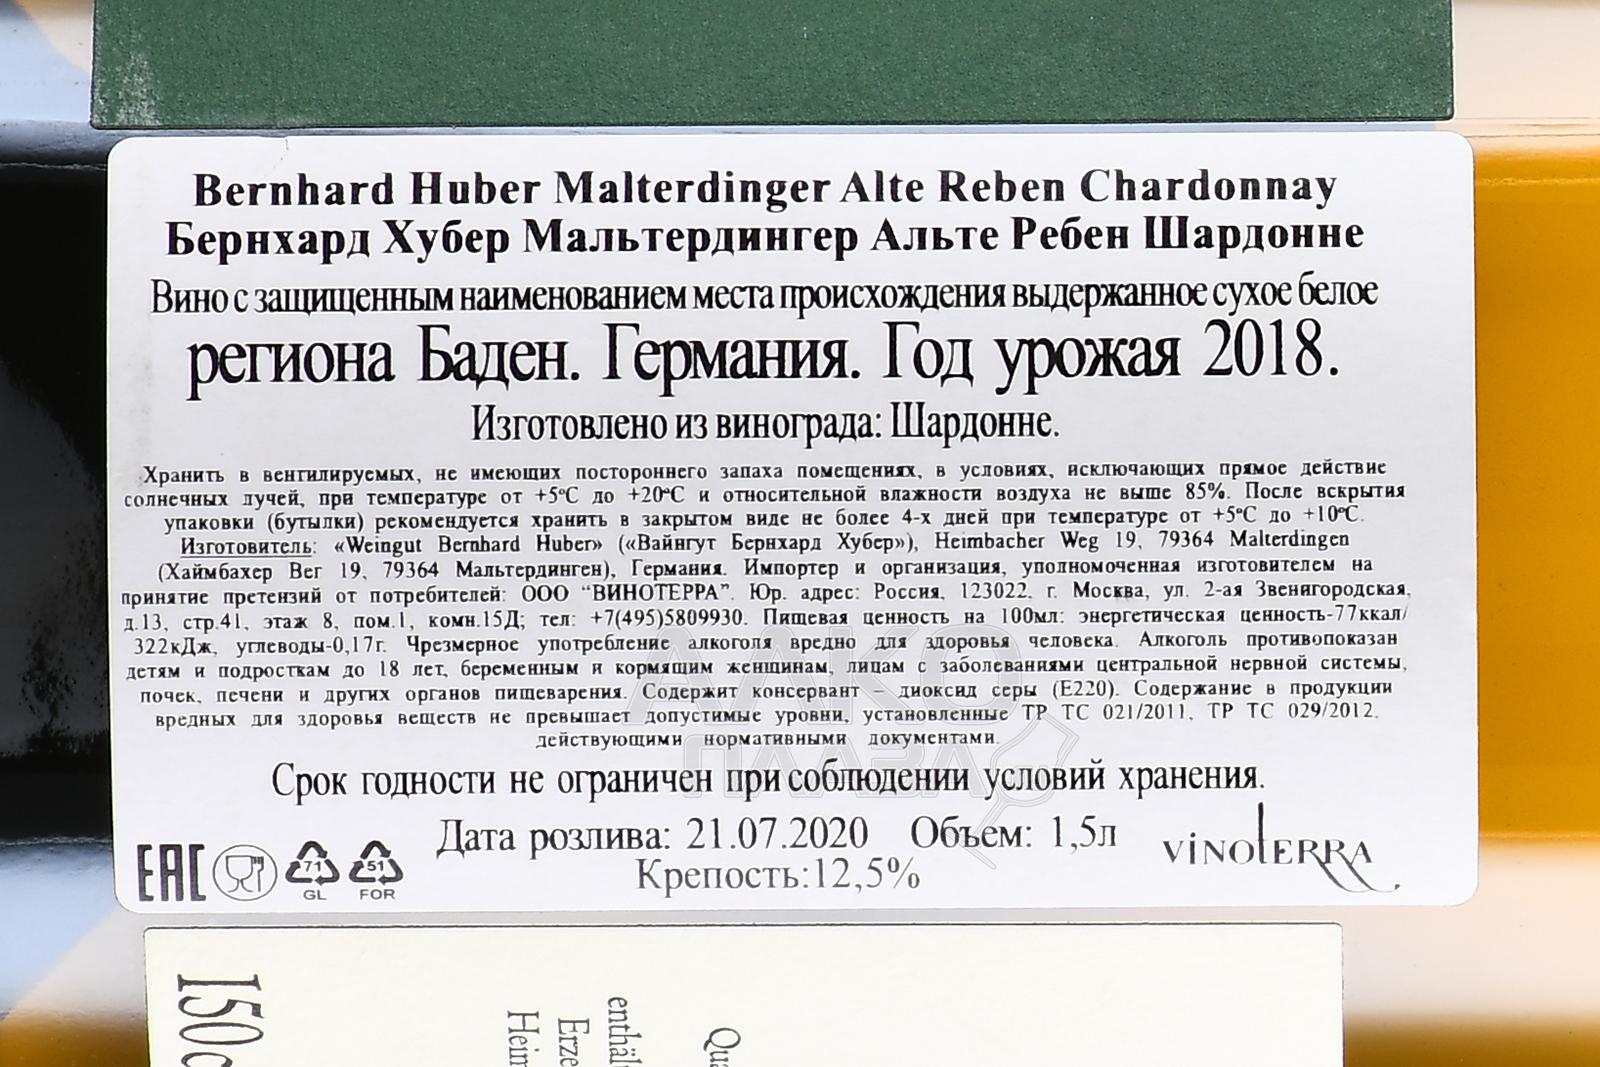 Bernhard Huber Malterdinger Alte Reben Chardonnay
Бернхард Хубер Мальтердингер Альте Ребен Шардонне
Вино с защищенным наименованием места происхождения выдержанное сухое белое
региона Баден. Германия. Год урожая 2018.
Изготовлено из винограда: Шардонне.
Хранить в вентилируемых, не имеющих постороннего запаха помещениях, в условиях, исключающих прямое действие
солнечных лучей, при температуре от +5°С до +20°С и относительной влажности воздуха не выше 85%. После вскрытия
упаковки (бутылки) рекомендуется хранить в закрытом виде не более 4-х дней при температуре от +5°С до +10°С.
Изготовитель: «Weingut Bernhard Huber» («Вайнгут Бернхард Хубер»), Heimbacher Weg 19, 79364 Malterdingen
(Хаймбахер Вег 19, 79364 Мальтердинген), Германия. Импортер и организация, уполномоченная изготовителем на
принятие претензий от потребителей: ООО "ВИНОТЕРРА". Юр. адрес: Россия, 123022, г. Москва, ул. 2-ая Звенигородская,
д.13, стр.41, этаж 8, пом.I, комн.15Д; тел: +7(495)5809930. Пищевая ценность на 100мл: энергетическая ценность-77ккал/
322кДж, углеводы-0,17г. Чрезмерное употребление алкоголя вредно для здоровья человека. Алкоголь противопоказан
детям и подросткам до 18 лет, беременным и кормящим женщинам, лицам с заболеваниями центральной нервной системы,
почек, печени и других органов пищеварения. Содержит консервант – диоксид серы (Е220). Содержание в продукции
вредных для здоровья веществ не превышает допустимые уровни, установленные ТР ТС 021/2011, ТР ТС 029/2012,
действующими нормативными документами.
АЛКО
ПЛАЗА
Срок годности не ограничен при соблюдении условий хранения.
Дата розлива: 21.07.2020 Объем: 1,5л
Крепость:12,5%
VINOTERRA
EAC
71
GL
51
FOR
150
enthäl
Erze
Heim
Qua